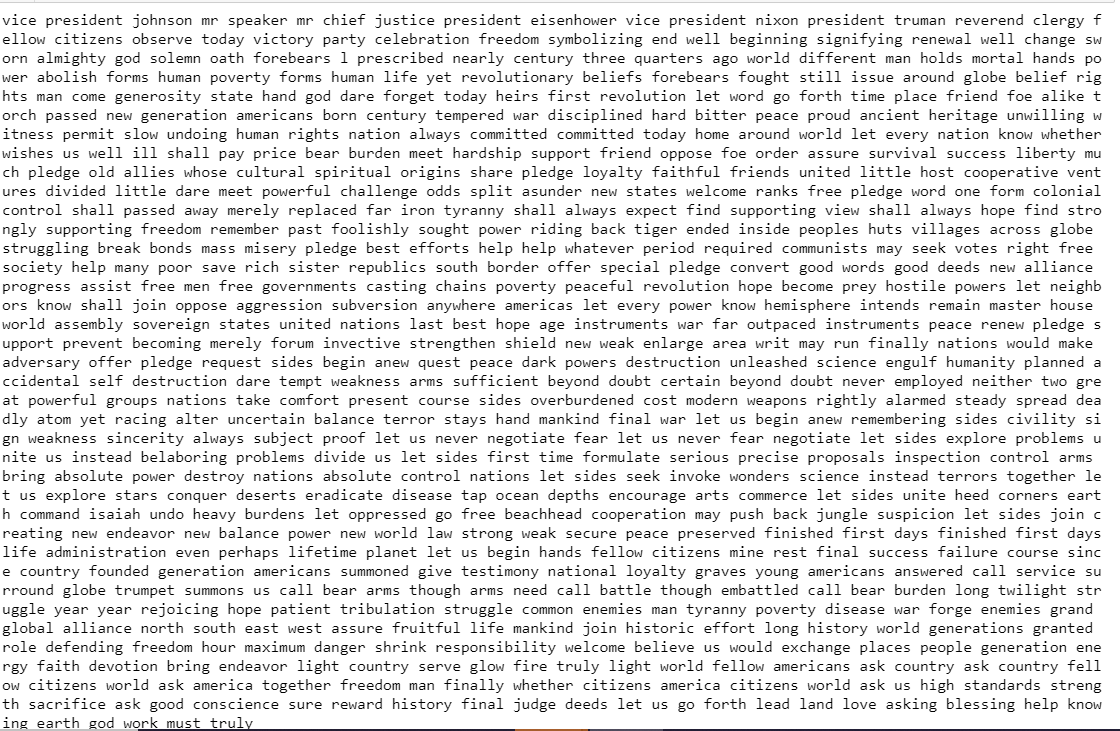 vice president johnson mr speaker mr chief justice president eisenhower vice president nixon president truman reverend clergy f
ellow citizens observe today victory party celebration freedom symbolizing end well beginning signifying renewal well change sw
orn almighty god solemn oath forebears l prescribed nearly century three quarters ago world different man holds mortal hands po
wer abolish forms human poverty forms human life yet revolutionary beliefs forebears fought still issue around globe belief rig
hts man come generosity state hand god dare forget today heirs first revolution let word go forth time place friend foe alike t
orch passed new generation americans born century tempered war disciplined hard bitter peace proud ancient heritage unwilling w
itness permit slow undoing human rights nation always committed committed today home around world let every nation know whether
wishes us well ill shall pay price bear burden meet hardship support friend oppose foe order assure survival success liberty mu
ch pledge old allies whose cultural spiritual origins share pledge loyalty faithful friends united little host cooperative vent
ures divided little dare meet powerful challenge odds split asunder new states welcome ranks free pledge word one form colonial
control shall passed away merely replaced far iron tyranny shall always expect find supporting view shall always hope find stro
ngly supporting freedom remember past foolishly sought power riding back tiger ended inside peoples huts villages across globe
struggling break bonds mass misery pledge best efforts help help whatever period required communists may seek votes right free
society help many poor save rich sister republics south border offer special pledge convert good words good deeds new alliance
progress assist free men free governments casting chains poverty peaceful revolution hope become prey hostile powers let neighb
ors know shall join oppose aggression subversion anywhere americas let every power know hemisphere intends remain master house
world assembly sovereign states united nations last best hope age instruments war far outpaced instruments peace renew pledge s
upport prevent becoming merely forum invective strengthen shield new weak enlarge area writ may run finally nations would make
adversary offer pledge request sides begin anew quest peace dark powers destruction unleashed science engulf humanity planned a
ccidental self destruction dare tempt weakness arms sufficient beyond doubt certain beyond doubt never employed neither two gre
at powerful groups nations take comfort present course sides overburdened cost modern weapons rightly alarmed steady spread dea
dly atom yet racing alter uncertain balance terror stays hand mankind final war let us begin anew remembering sides civility si
gn weakness sincerity always subject proof let us never negotiate fear let us never fear negotiate let sides explore problems u
nite us instead belaboring problems divide us let sides first time formulate serious precise proposals inspection control arms
bring absolute power destroy nations absolute control nations let sides seek invoke wonders science instead terrors together le
t us explore stars conquer deserts eradicate disease tap ocean depths encourage arts commerce let sides unite heed corners eart
h command isaiah undo heavy burdens let oppressed go free beachhead cooperation may push back jungle suspicion let sides join c
reating new endeavor new balance power new world law strong weak secure peace preserved finished first days finished first days
life administration even perhaps lifetime planet let us begin hands fellow citizens mine rest final success failure course sinc
e country founded generation americans summoned give testimony national loyalty graves young americans answered call service su
rround globe trumpet summons us call bear arms though arms need call battle though embattled call bear burden long twilight str
uggle year year rejoicing hope patient tribulation struggle common enemies man tyranny poverty disease war forge enemies grand
global alliance north south east west assure fruitful life mankind join historic effort long history world generations granted
role defending freedom hour maximum danger shrink responsibility welcome believe us would exchange places people generation ene
rgy faith devotion bring endeavor light country serve glow fire truly light world fellow americans ask country ask country fell
ow citizens world ask america together freedom man finally whether citizens america citizens world ask us high standards streng
th sacrifice ask good conscience sure reward history final judge deeds let us go forth lead land love asking blessing help know
ing earth god work must truly